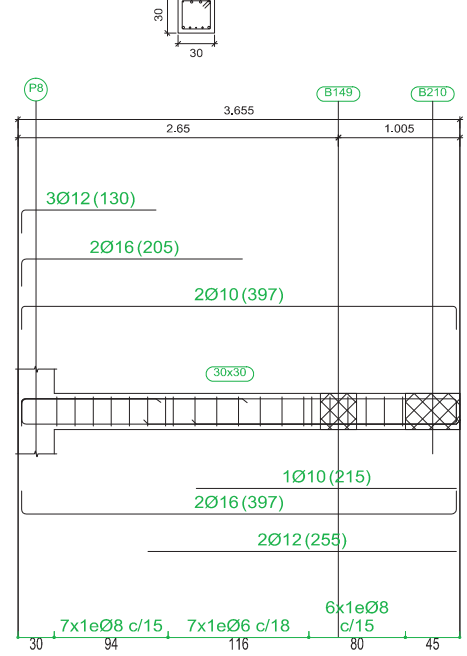 30
30
P8
B149
B210
3.655
2.65
1.005
3Ø12 (130)
2Ø16 (205)
2Ø10 (397)
30x30
1Ø10 (215)
2Ø16 (397)
2Ø12 (255)
6x1eØ8
7x1eØ8 c/15
7x1eØ6 c/18
c/15
30
94
116
80
45